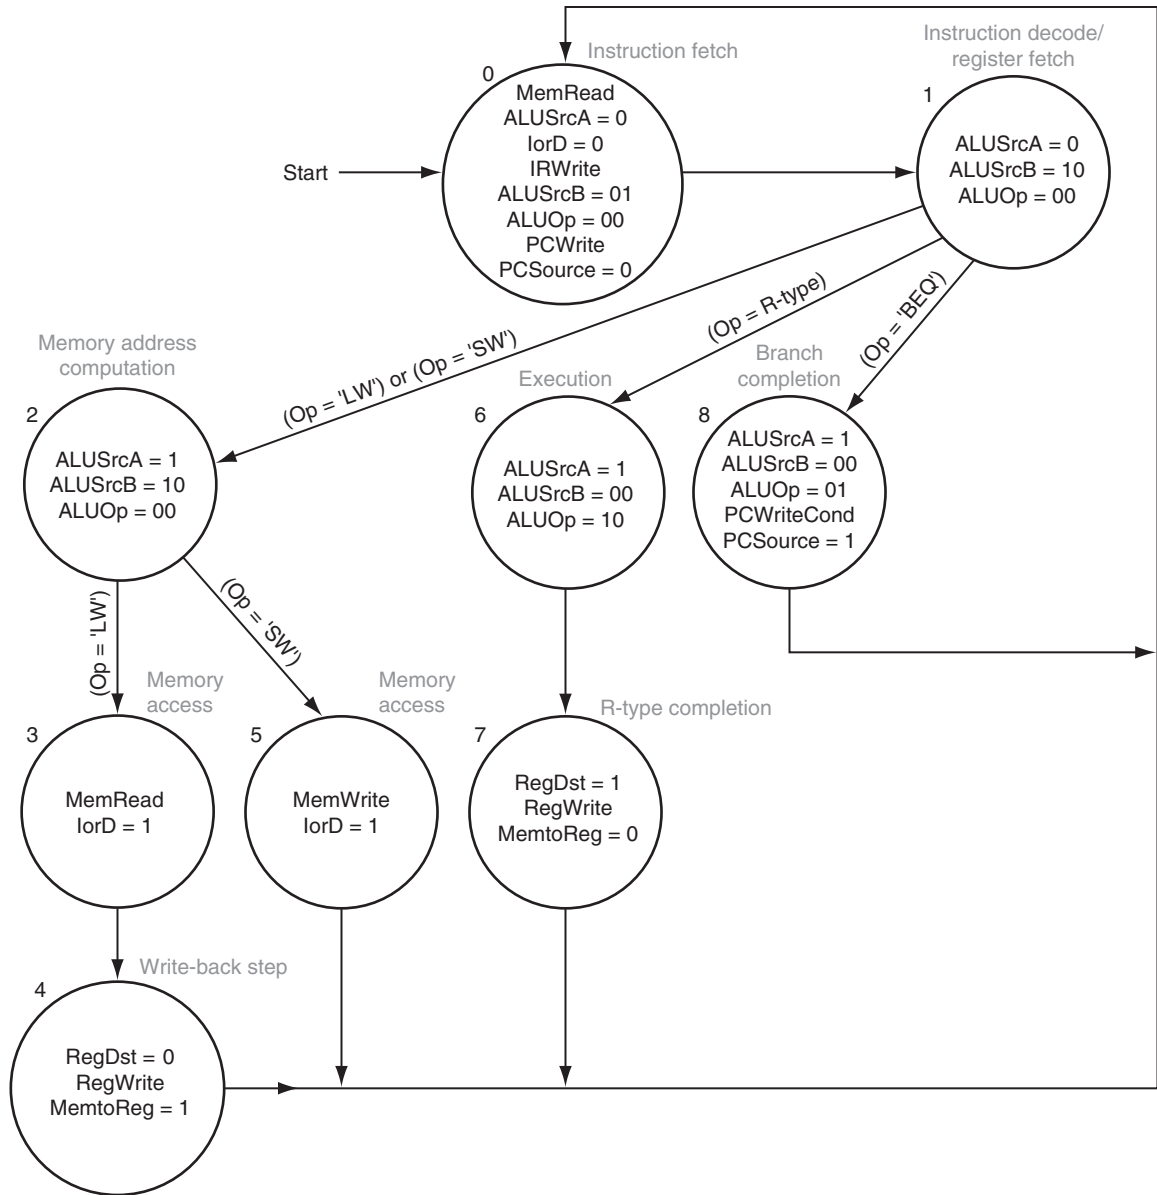 Instruction fetch
Instruction decode/
register fetch
0
MemRead
ALUSrcA = 0
IorD = 0
IRWrite
ALUSrcB = 01
ALUOp = 00
PCWrite
PCSource = 0
1
ALUSrcA = 0
ALUSrcB = 10
ALUOp = 00
Start
(Op = 'LW') or (Op = 'SW')
(Op = R-type)
(Op = 'BEQ')
Memory address
computation
2
ALUSrcA = 1
ALUSrcB = 10
ALUOp = 00
Execution
6
ALUSrcA = 1
ALUSrcB = 00
ALUOp = 10
Branch
completion
8
ALUSrcA = 1
ALUSrcB = 00
ALUOp = 01
PCWriteCond
PCSource = 1
(Op = 'LW')
(Op = 'SW')
Memory
access
3
MemRead
IorD = 1
Memory
access
5
MemWrite
IorD = 1
R-type completion
7
RegDst = 1
RegWrite
MemtoReg = 0
Write-back step
4
RegDst = 0
RegWrite
MemtoReg = 1